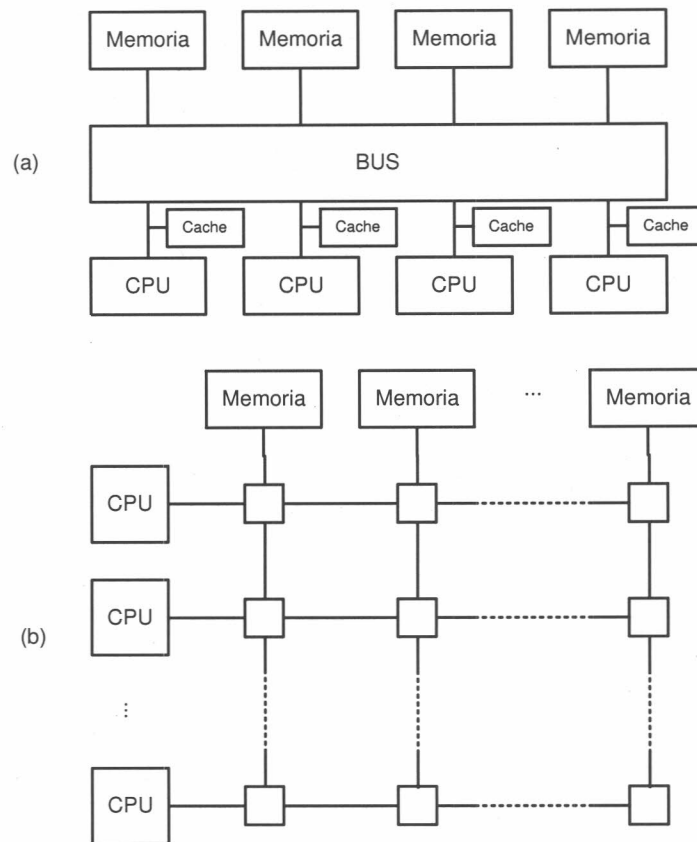 Memoria Memoria Memoria Memoria
(a)
BUS
Cache Cache Cache Cache
CPU CPU CPU CPU
Memoria Memoria ... Memoria
CPU
CPU
(b)
...
CPU